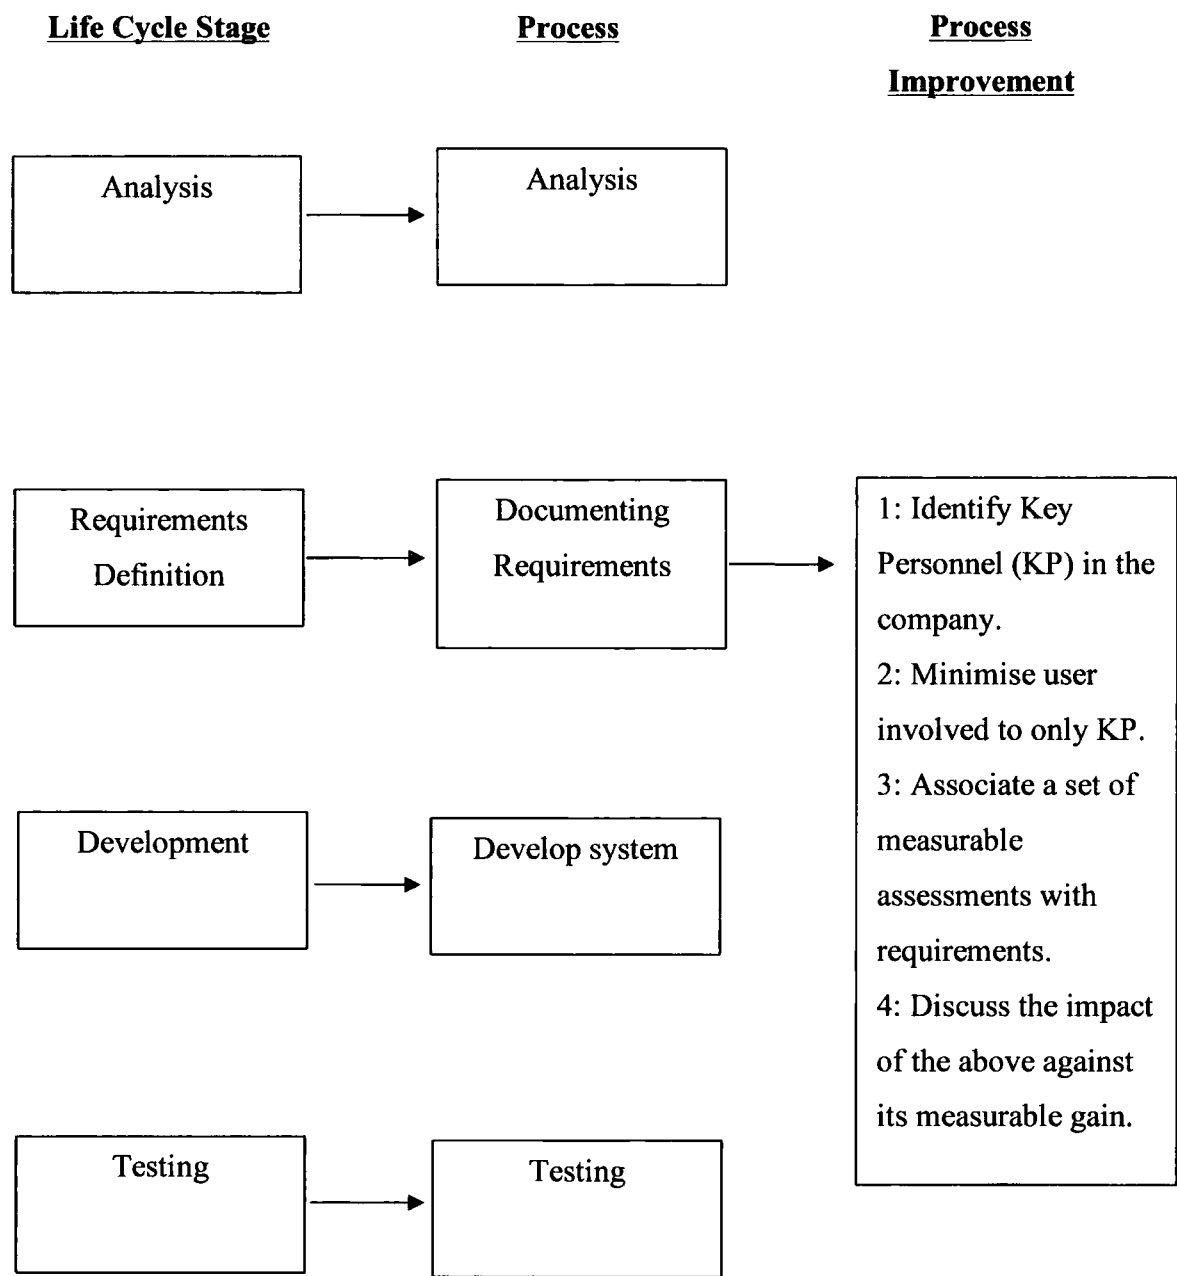 Life Cycle Stage
Process
Process
Improvement
Analysis
Analysis
Requirements
Definition
Documenting
Requirements
1: Identify Key
Personnel (KP) in the
company.
2: Minimise user
involved to only KP.
3: Associate a set of
measurable
assessments with
requirements.
4: Discuss the impact
of the above against
its measurable gain.
Development
Develop system
Testing
Testing